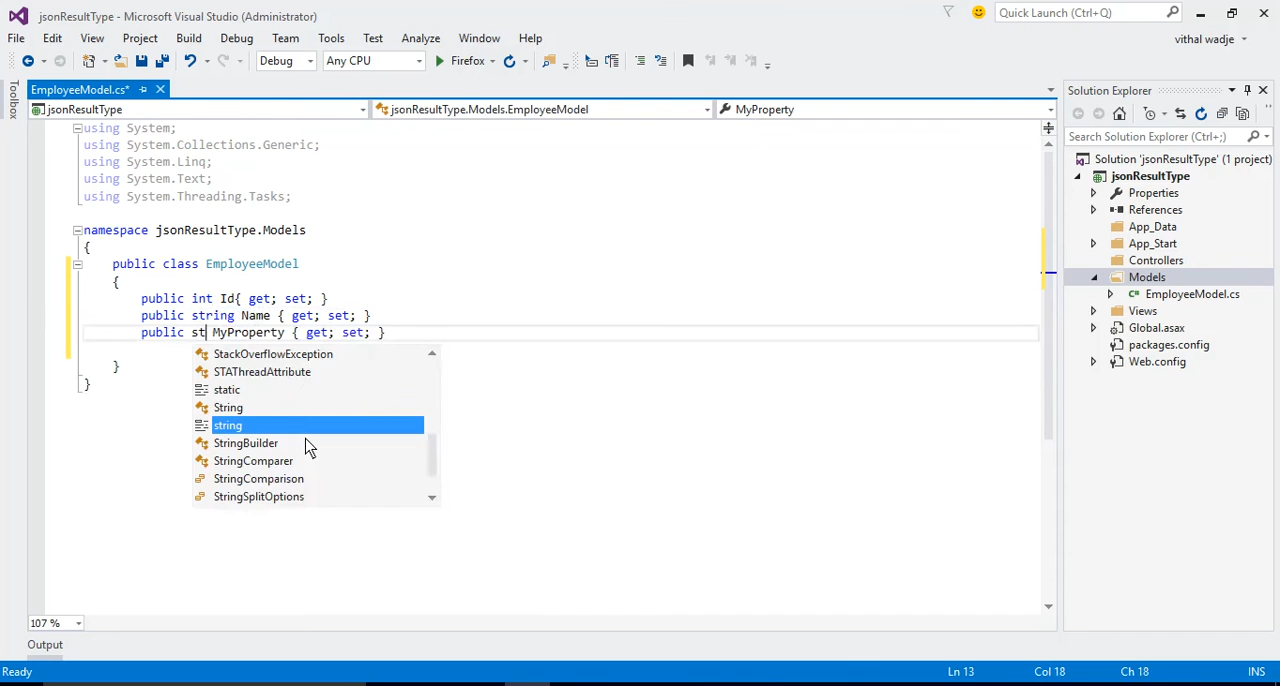 jsonResultType - Microsoft Visual Studio (Administrator)
Quick Launch (Ctrl+Q)
File Edit View Project Build Debug Team Tools Test Analyze Window Help
vithal wadje
Debug Any CPU Firefox
Toolbox
EmployeeModel.cs*
jsonResultType jsonResultType.Models.EmployeeModel MyProperty
using System;
using System.Collections.Generic;
using System.Linq;
using System.Text;
using System.Threading.Tasks;
namespace jsonResultType.Models
{
public class EmployeeModel
{
public int Id{ get; set; }
public string Name { get; set; }
public st MyProperty { get; set; }
StackOverflowException
STAThreadAttribute
static
String
string
StringBuilder
StringComparer
StringComparison
StringSplitOptions
}
}
107 %
Output
Solution Explorer
Search Solution Explorer (Ctrl+;)
Solution 'jsonResultType' (1 project)
jsonResultType
Properties
References
App_Data
App_Start
Controllers
Models
EmployeeModel.cs
Views
Global.asax
packages.config
Web.config
Ready Ln 13 Col 18 Ch 18 INS